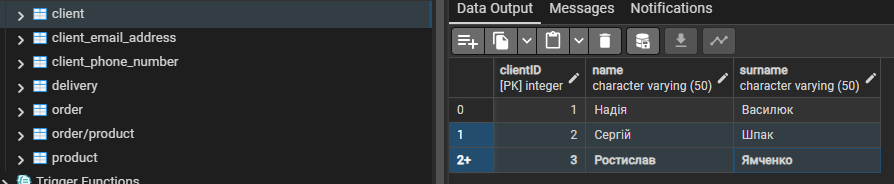 client
client_email_address
client_phone_number
delivery
order
order/product
product
Trigger Functions
Data Output Messages Notifications
clientID name surname
[PK] integer character varying (50) character varying (50)
0 1 Надія Василюк
1 2 Сергій Шпак
2+ 3 Ростислав Ямченко